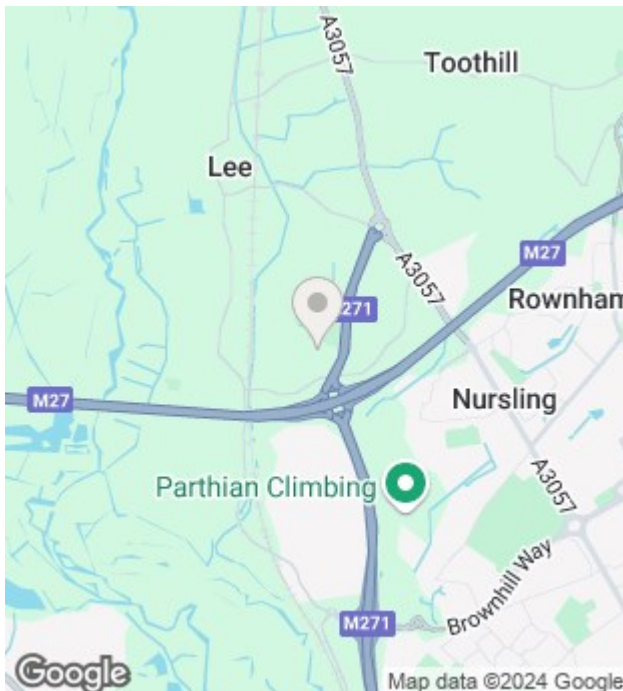 A3057
Toothill
Lee
M27
A3057
271
Rownham
M27
Nursling
Parthian Climbing
A3057
Brownhill Way
M271
Google
Map data ©2024 Google